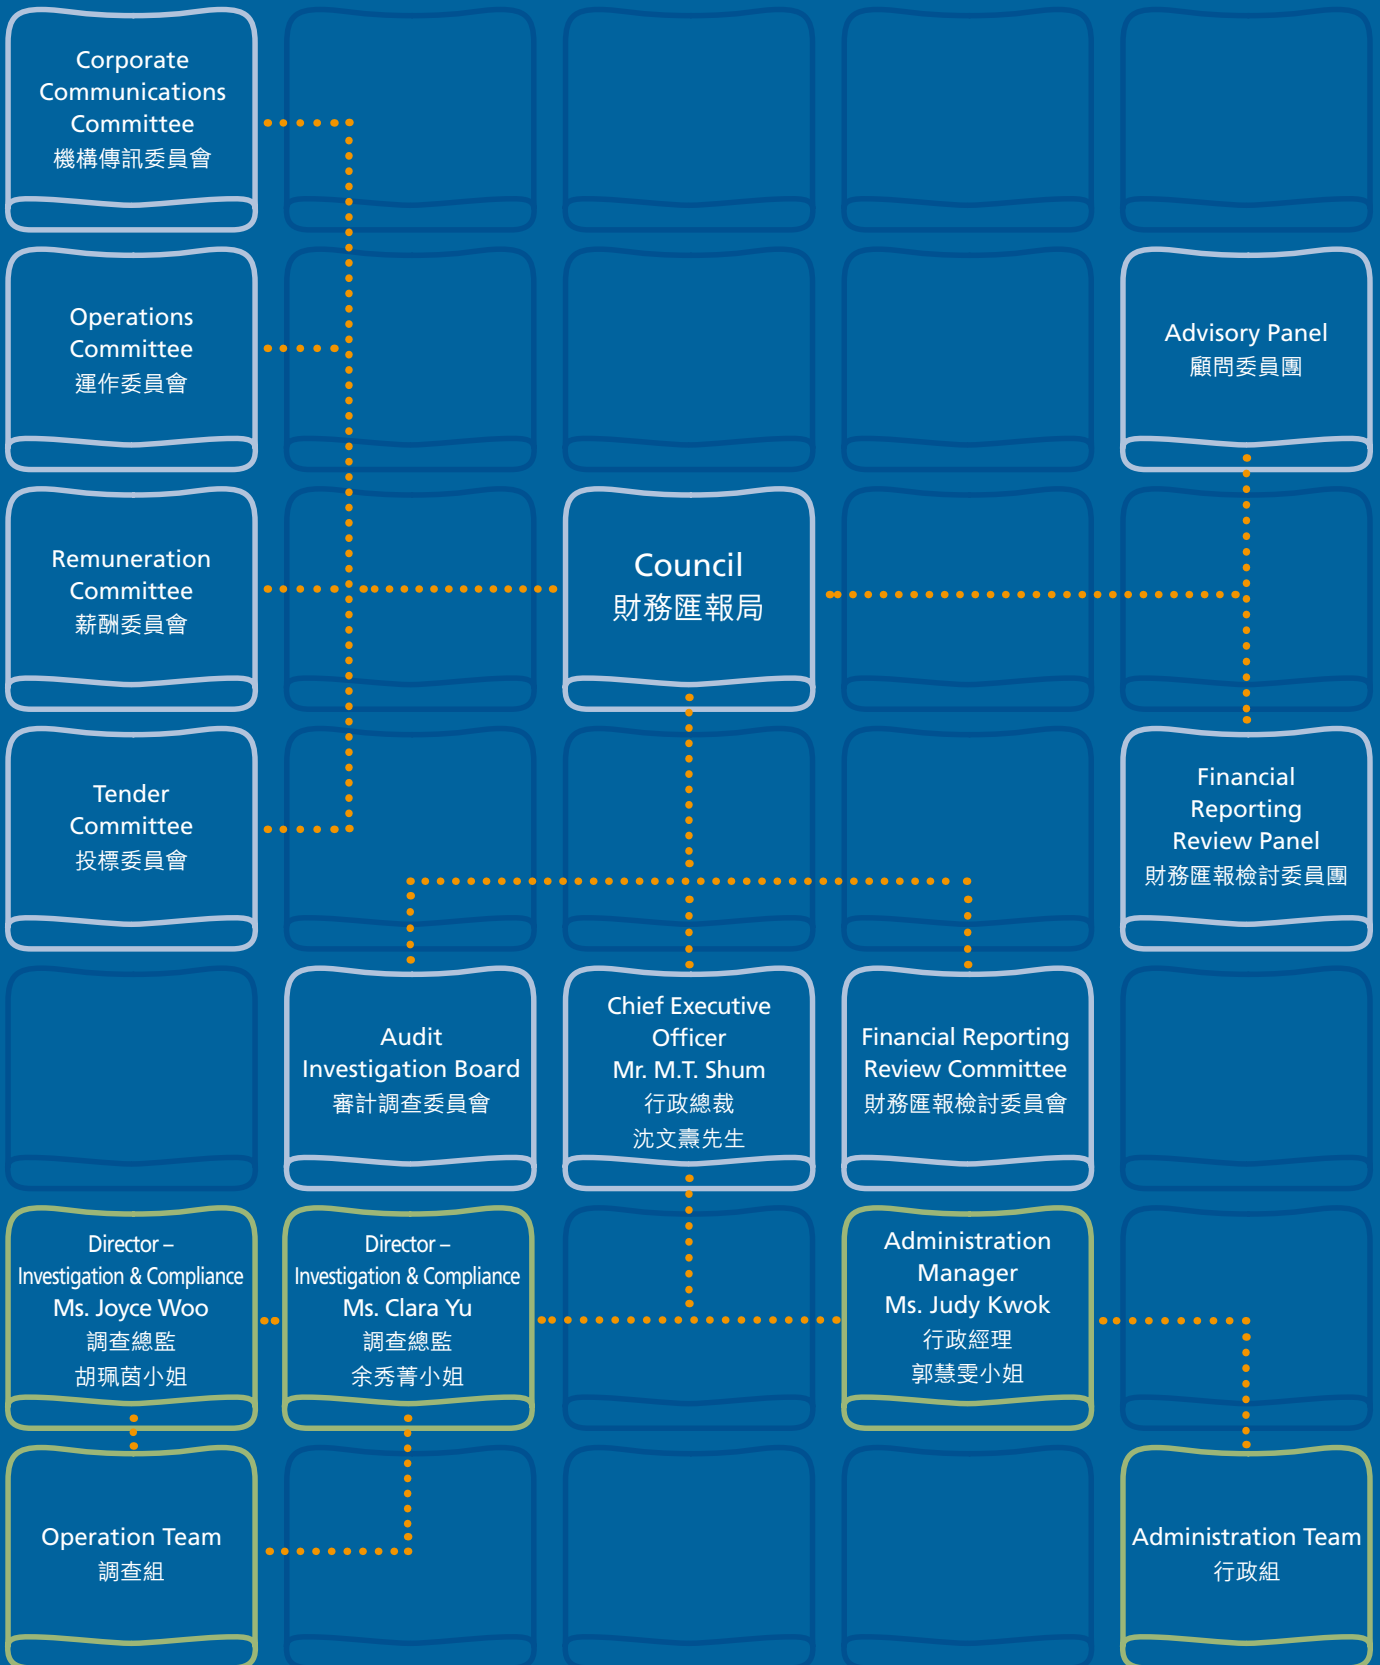 Corporate
Communications
Committee
機構傳訊委員會
Operations
Committee
運作委員會
Advisory Panel
顧問委員團
Remuneration
Committee
薪酬委員會
Council
財務匯報局
Tender
Committee
投標委員會
Financial
Reporting
Review Panel
財務匯報檢討委員團
Audit
Investigation Board
審計調查委員會
Chief Executive
Officer
Mr. M.T. Shum
行政總裁
沈文燾先生
Financial Reporting
Review Committee
財務匯報檢討委員會
Director –
Investigation & Compliance
Ms. Joyce Woo
調查總監
胡珮茵小姐
Director –
Investigation & Compliance
Ms. Clara Yu
調查總監
余秀菁小姐
Administration
Manager
Ms. Judy Kwok
行政經理
郭慧雯小姐
Operation Team
調查組
Administration Team
行政組